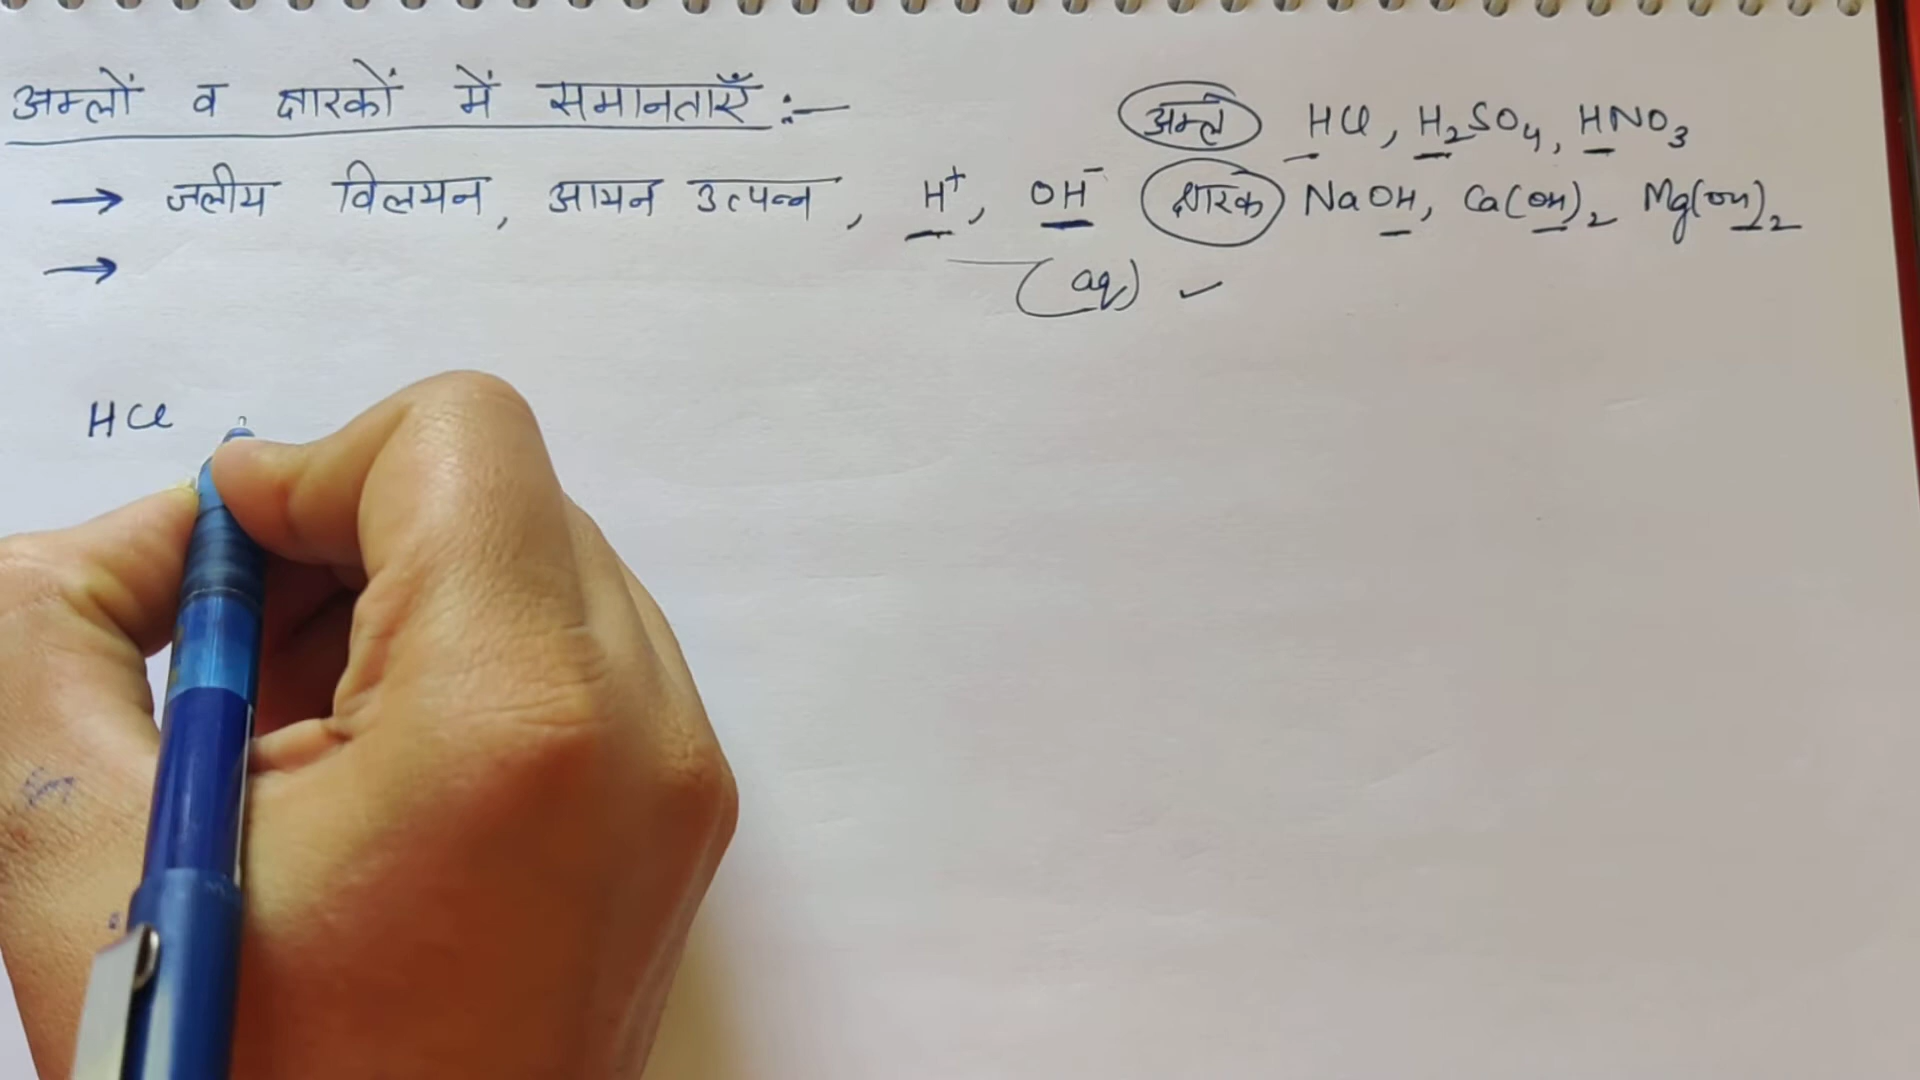 अम्लों व क्षारकों में समानताएँ :-
अम्ल HCl, H₂SO₄, HNO₃
→ जलीय विलयन, आयन उत्पन्न, H⁺, OH⁻
क्षारक NaOH, Ca(OH)₂ Mg(OH)₂
(aq) ✓
→
HCl